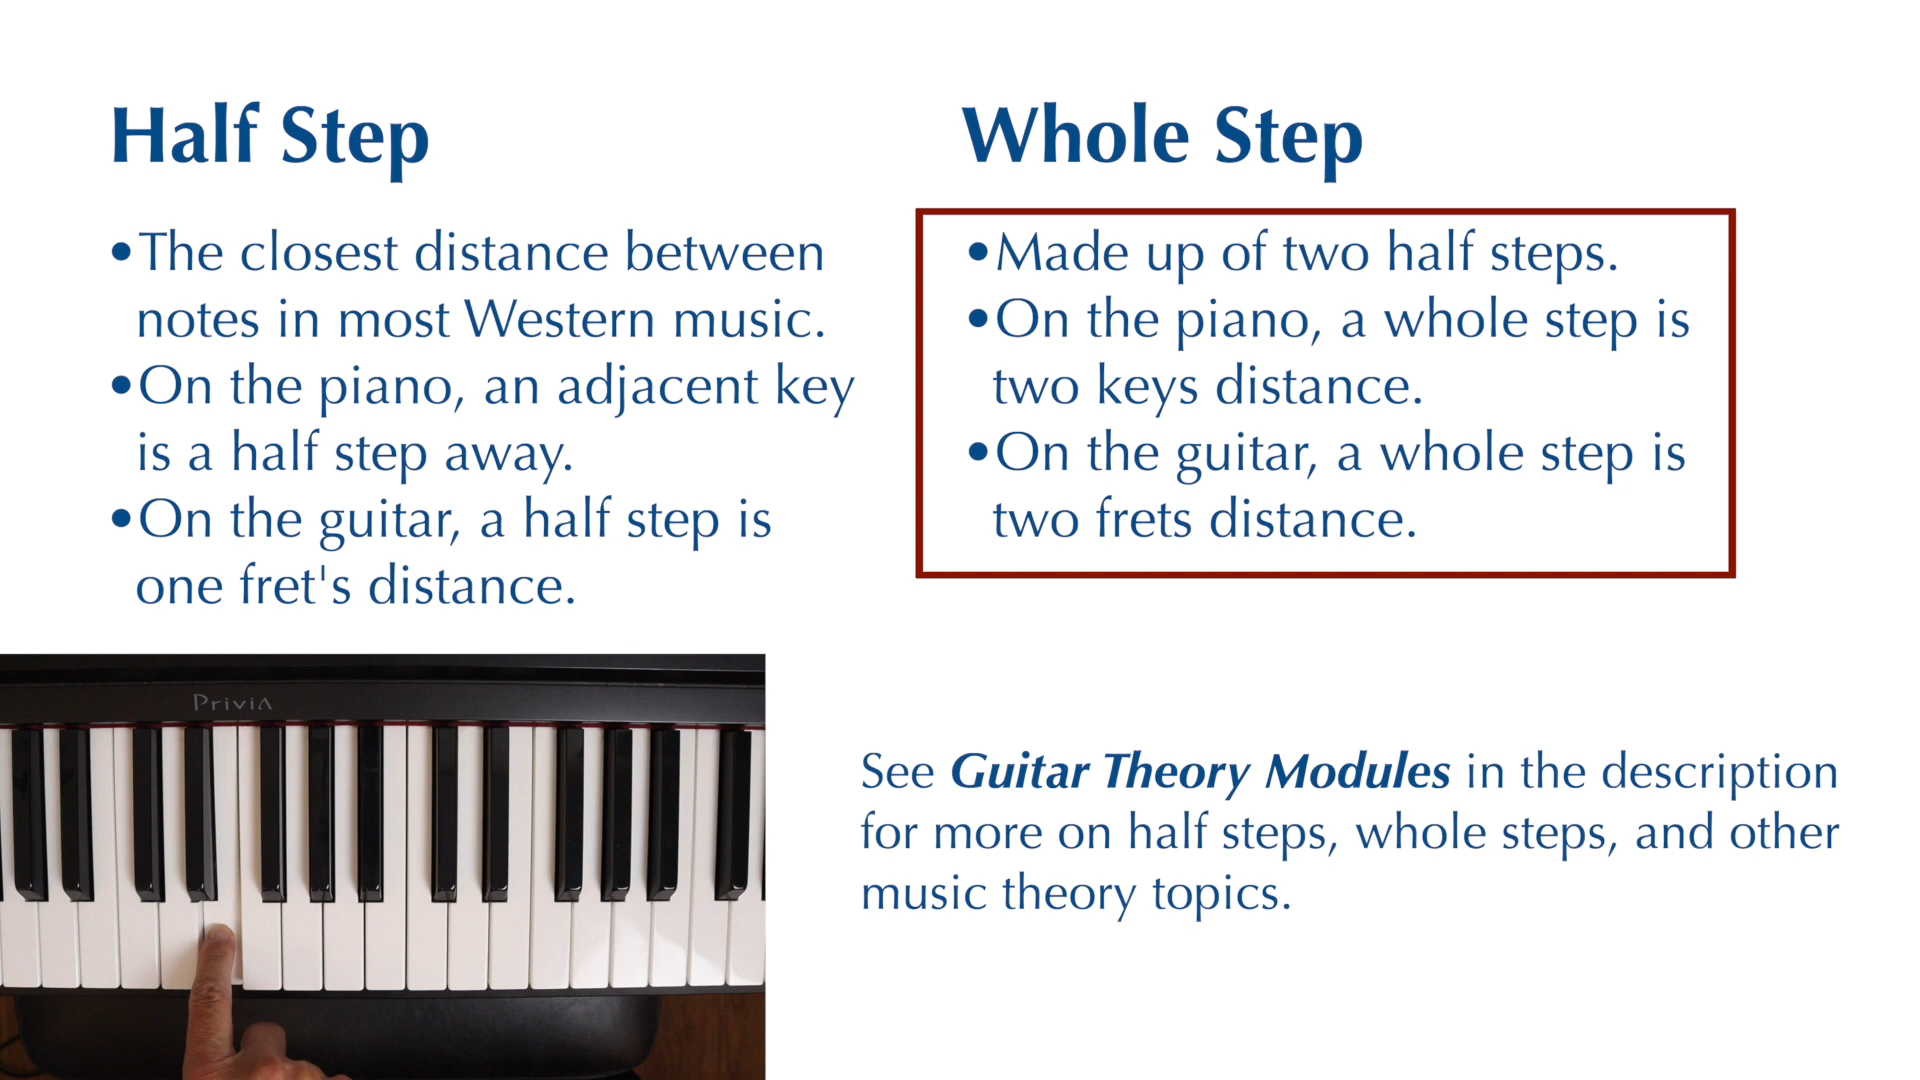 Half Step
•The closest distance between
notes in most Western music.
•On the piano, an adjacent key
is a half step away.
•On the guitar, a half step is
one fret's distance.
Whole Step
•Made up of two half steps.
•On the piano, a whole step is
two keys distance.
•On the guitar, a whole step is
two frets distance.
Privia
See Guitar Theory Modules in the description
for more on half steps, whole steps, and other
music theory topics.